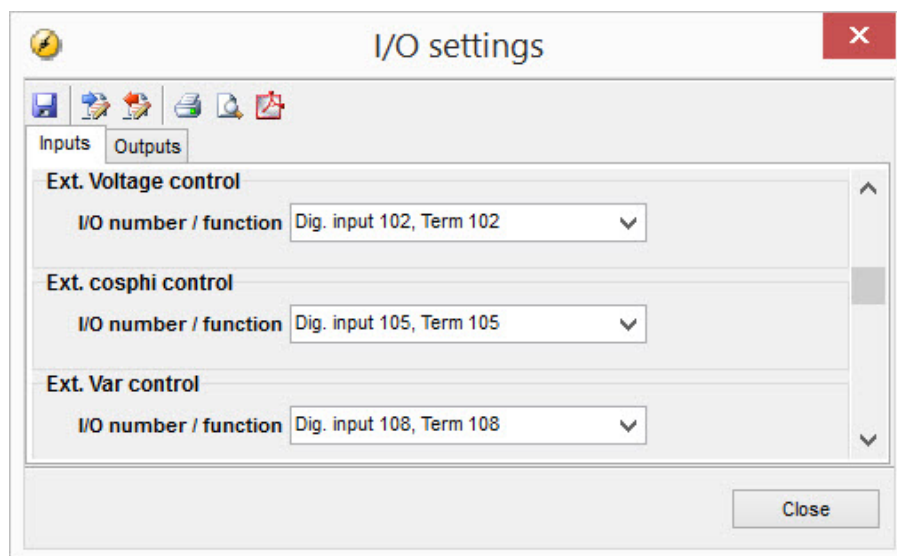 I/O settings
Inputs
Outputs
Ext. Voltage control
I/O number / function Dig. input 102, Term 102
Ext. cosphi control
I/O number / function Dig. input 105, Term 105
Ext. Var control
I/O number / function Dig. input 108, Term 108
Close